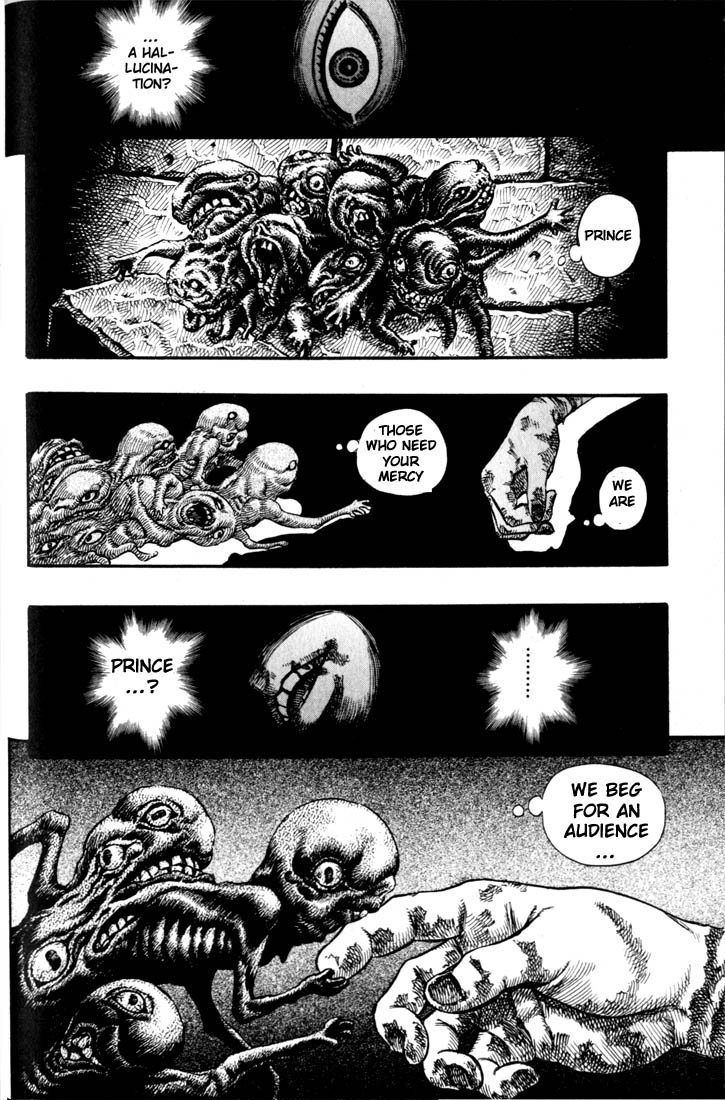 ...
A HAL-
LUCINA-
TION?
PRINCE
WE
ARE
THOSE
WHO NEED
YOUR
MERCY
........
PRINCE
...?
WE BEG
FOR AN
AUDIENCE
...